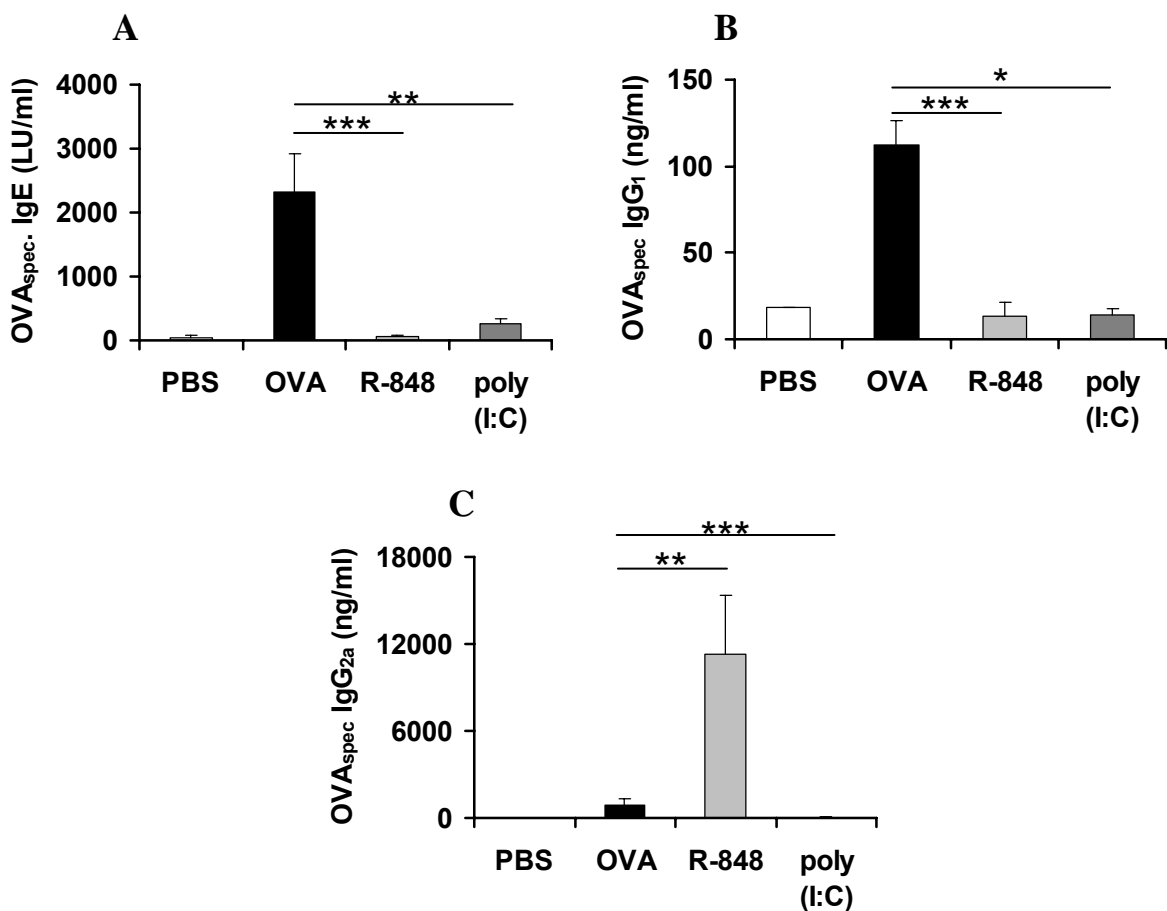 A
OVAspec. IgE (LU/ml)
4000
3000
2000
1000
0
**
***
PBS OVA R-848 poly
(I:C)
B
OVAspec IgG1 (ng/ml)
150
100
50
0
*
***
PBS OVA R-848 poly
(I:C)
C
OVAspec IgG2a (ng/ml)
18000
12000
6000
0
***
**
PBS OVA R-848 poly
(I:C)